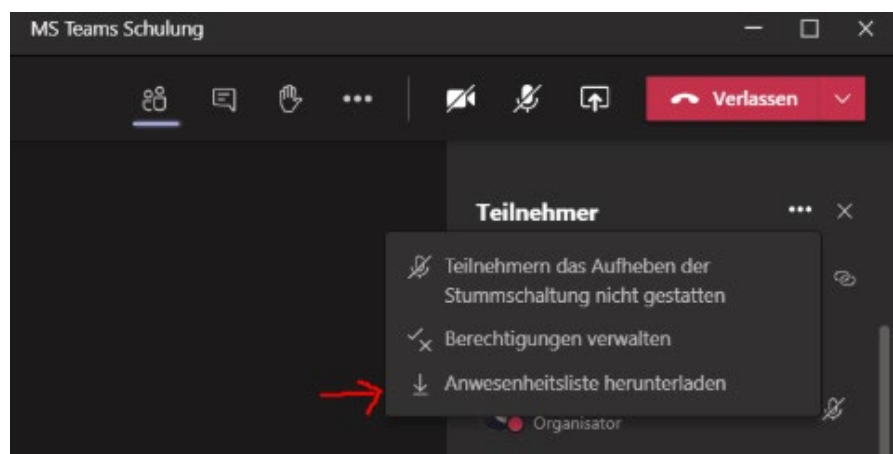 MS Teams Schulung
Verlassen
Teilnehmer
Teilnehmern das Aufheben der
Stummschaltung nicht gestatten
Berechtigungen verwalten
Anwesenheitsliste herunterladen
Organisator